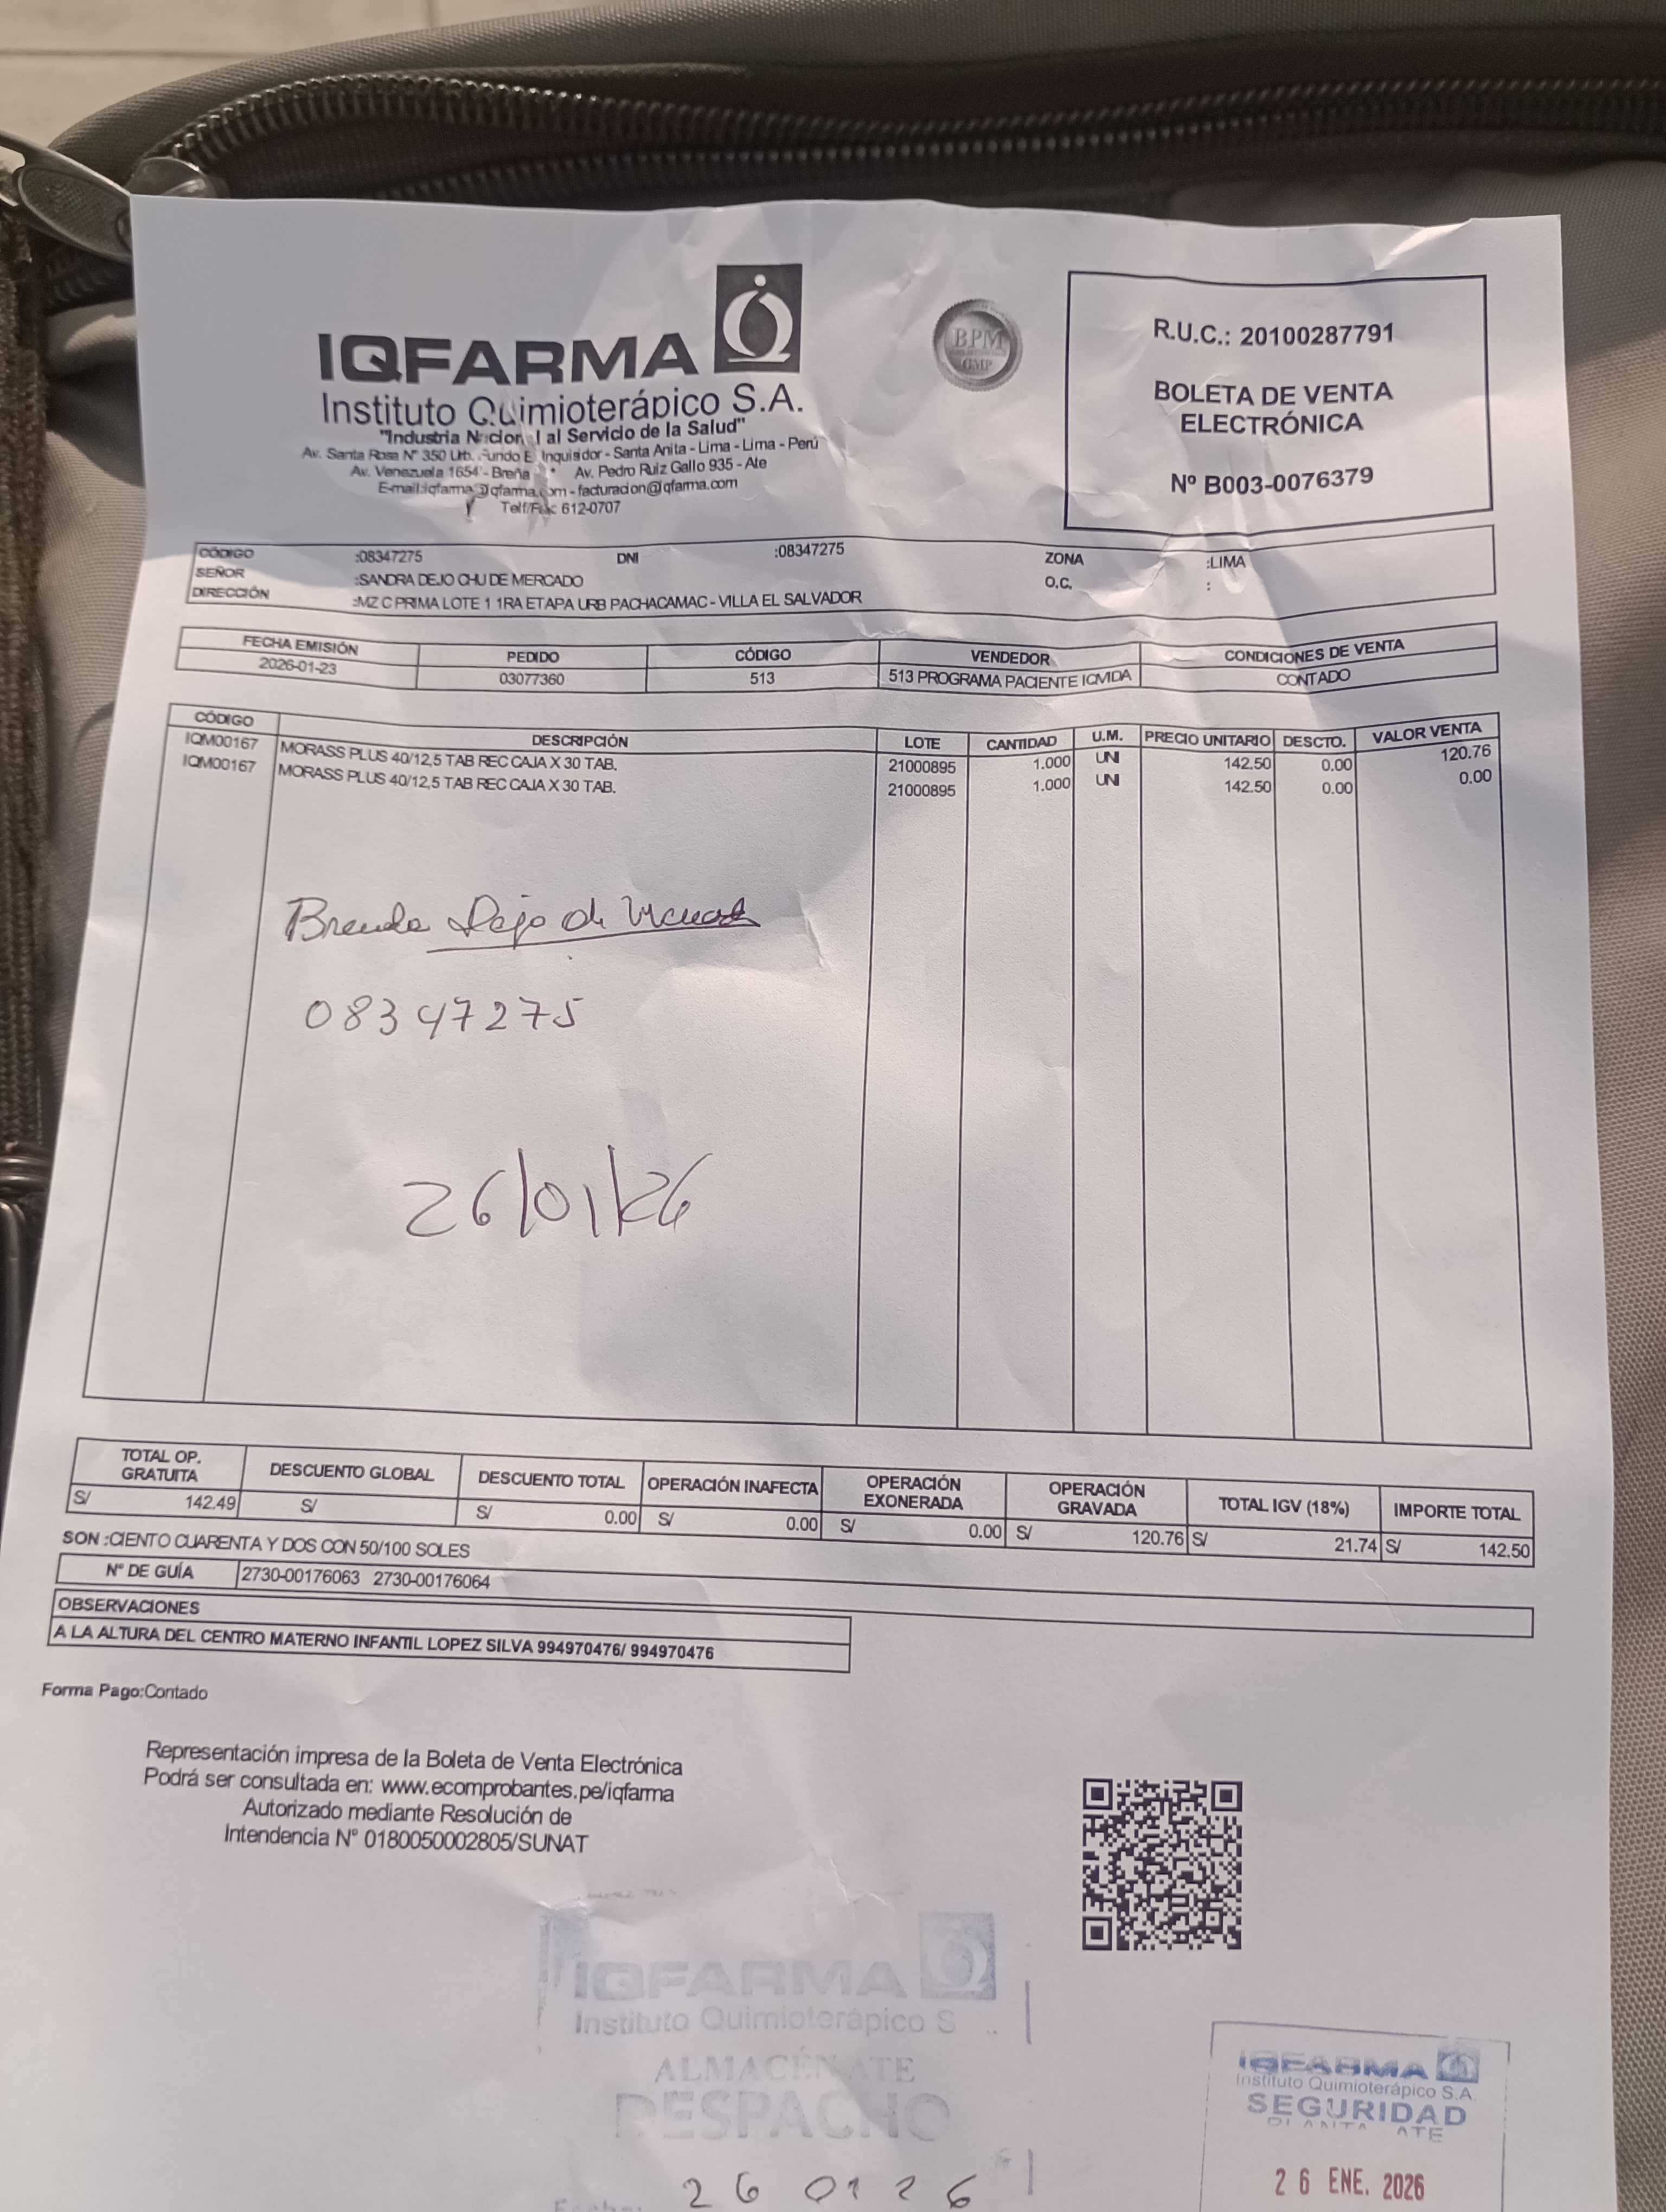 IQFARMA
Instituto Quimioterápico S.A.
"Industria Nacional al Servicio de la Salud"
Av. Santa Rosa Nº 350 Urb. Fundo El Inquisidor - Santa Anita - Lima - Lima - Perú
Av. Venezuela 1654 - Breña * Av. Pedro Ruiz Gallo 935 - Ate
E-mail:iqfarma@iqfarma.com - facturacion@iqfarma.com
Telf/Fax: 612-0707
BPM
GMP
R.U.C.: 20100287791
BOLETA DE VENTA
ELECTRÓNICA
Nº B003-0076379
CÓDIGO :08347275 DNI :08347275 ZONA :LIMA
SEÑOR :SANDRA DEJO CHU DE MERCADO O.C. :
DIRECCIÓN :MZ C PRIMA LOTE 1 1RA ETAPA URB PACHACAMAC - VILLA EL SALVADOR
FECHA EMISIÓN PEDIDO CÓDIGO VENDEDOR CONDICIONES DE VENTA
2026-01-23 03077360 513 513 PROGRAMA PACIENTE IQVIDA CONTADO
CÓDIGO DESCRIPCIÓN LOTE CANTIDAD U.M. PRECIO UNITARIO DESCTO. VALOR VENTA
IQM00167 MORASS PLUS 40/12,5 TAB REC CAJA X 30 TAB. 21000895 1.000 UNI 142.50 0.00 120.76
IQM00167 MORASS PLUS 40/12,5 TAB REC CAJA X 30 TAB. 21000895 1.000 UNI 142.50 0.00 0.00
Brenda Dejo de
08347275
26/01/26
TOTAL OP. GRATUITA DESCUENTO GLOBAL DESCUENTO TOTAL OPERACIÓN INAFECTA OPERACIÓN EXONERADA OPERACIÓN GRAVADA TOTAL IGV (18%) IMPORTE TOTAL
S/ 142.49 S/ S/ 0.00 S/ 0.00 S/ 0.00 S/ 120.76 S/ 21.74 S/ 142.50
SON :CIENTO CUARENTA Y DOS CON 50/100 SOLES
Nº DE GUÍA 2730-00176063 2730-00176064
OBSERVACIONES
A LA ALTURA DEL CENTRO MATERNO INFANTIL LOPEZ SILVA 994970476/ 994970476
Forma Pago:Contado
Representación impresa de la Boleta de Venta Electrónica
Podrá ser consultada en: www.ecomprobantes.pe/iqfarma
Autorizado mediante Resolución de
Intendencia Nº 0180050002805/SUNAT
IQFARMA
Instituto Quimioterápico S
ALMACÉN ATE
DESPACHO
26 01 26
IQFARMA
Instituto Quimioterápico S.A.
SEGURIDAD
PLANTA ATE
26 ENE. 2026